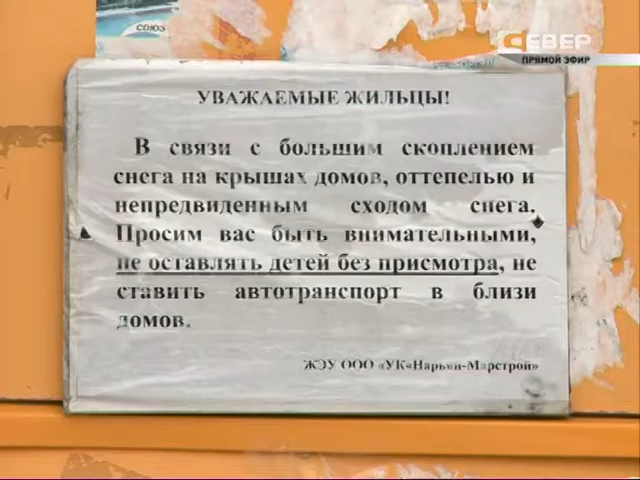 СОЮЗ
СЕВЕР
ПРЯМОЙ ЭФИР
УВАЖАЕМЫЕ ЖИЛЬЦЫ!
В связи с большим скоплением
снега на крышах домов, оттепелью и
непредвиденным сходом снега.
Просим вас быть внимательными,
не оставлять детей без присмотра, не
ставить автотранспорт в близи
домов.
ЖЭУ ООО «УК«Нарьян-Марстрой»